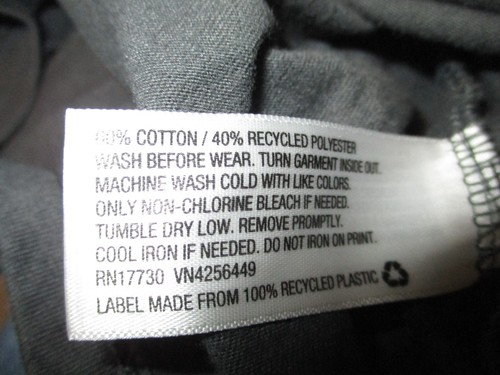 60% COTTON / 40% RECYCLED POLYESTER
WASH BEFORE WEAR. TURN GARMENT INSIDE OUT.
MACHINE WASH COLD WITH LIKE COLORS.
ONLY NON-CHLORINE BLEACH IF NEEDED.
TUMBLE DRY LOW. REMOVE PROMPTLY.
COOL IRON IF NEEDED. DO NOT IRON ON PRINT.
RN17730 VN4256449
LABEL MADE FROM 100% RECYCLED PLASTIC